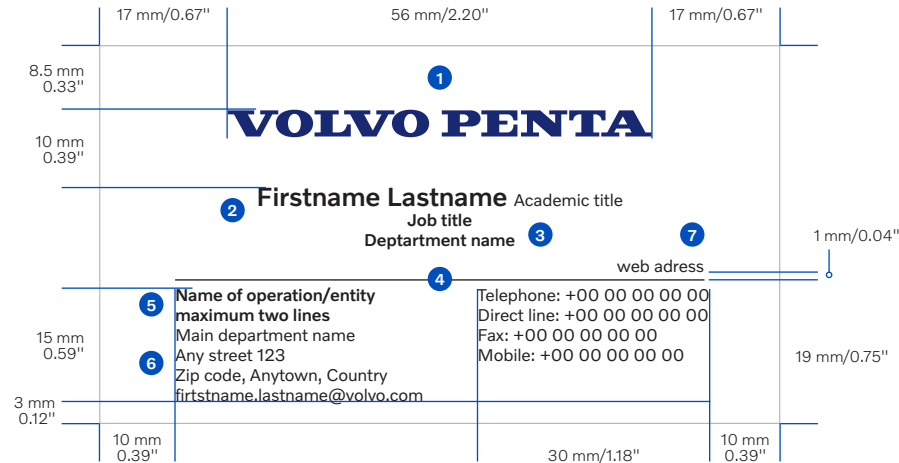 17 mm/0.67" 56 mm/2.20" 17 mm/0.67"
8.5 mm
0.33"
1
VOLVO PENTA
10 mm
0.39"
Firstname Lastname Academic title
2
Job title
3
Deptartment name
7
1 mm/0.04"
web adress
4
5
Name of operation/entity
maximum two lines
Main department name
6
Any street 123
Zip code, Anytown, Country
firtstname.lastname@volvo.com
Telephone: +00 00 00 00 00
Direct line: +00 00 00 00 00
Fax: +00 00 00 00 00
Mobile: +00 00 00 00 00
15 mm
0.59"
19 mm/0.75"
3 mm
0.12"
10 mm
0.39"
30 mm/1.18"
10 mm
0.39"